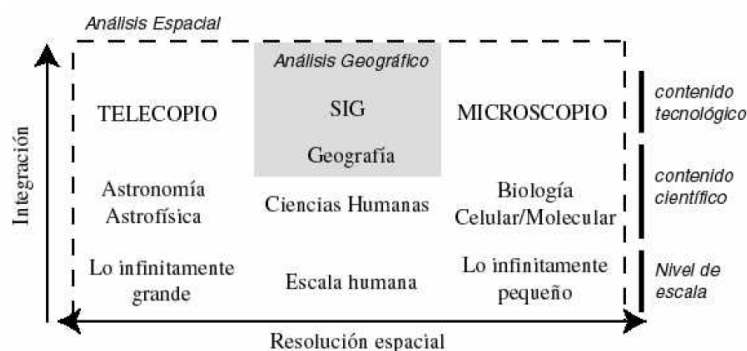 Análisis Espacial
Análisis Geográfico
TELECOPIO
SIG
MICROSCOPIO
contenido
tecnológico
Geografía
Astronomía
Astrofísica
Ciencias Humanas
Biología
Celular/Molecular
contenido
científico
Lo infinitamente
grande
Escala humana
Lo infinitamente
pequeño
Nivel de
escala
Integración
Resolución espacial